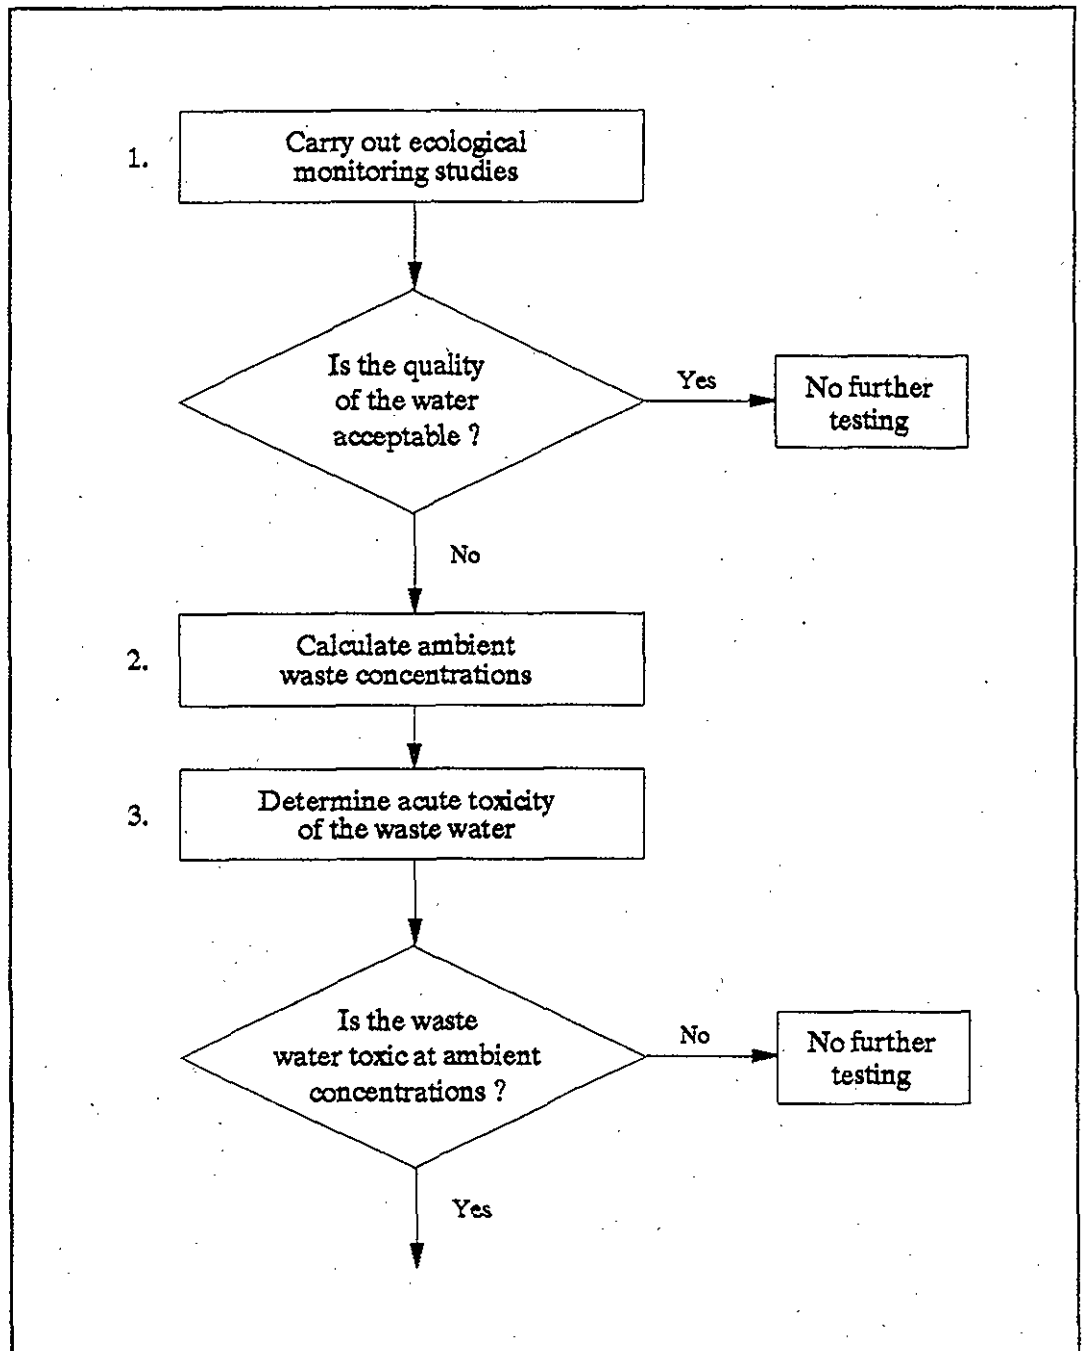 1.
Carry out ecological
monitoring studies
Is the quality
of the water
acceptable ?
Yes
No further
testing
No
2.
Calculate ambient
waste concentrations
3.
Determine acute toxicity
of the waste water
Is the waste
water toxic at ambient
concentrations ?
No
No further
testing
Yes